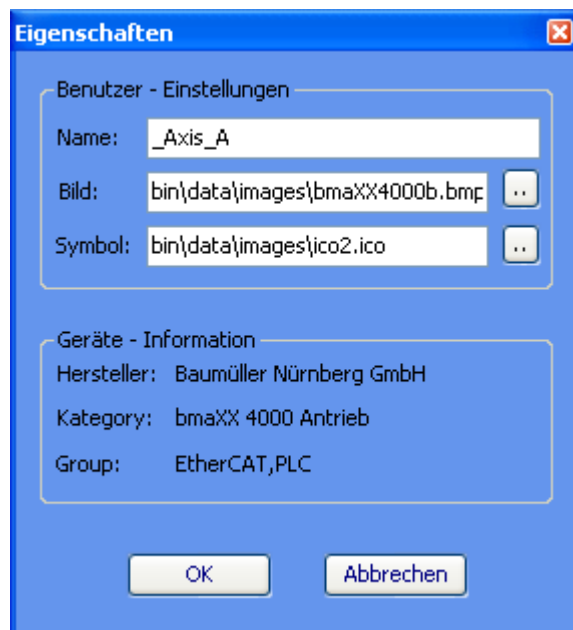 Eigenschaften
Benutzer - Einstellungen
Name: _Axis_A
Bild: bin\data\images\bmaXX4000b.bmp ..
Symbol: bin\data\images\ico2.ico ..
Geräte - Information
Hersteller: Baumüller Nürnberg GmbH
Kategory: bmaXX 4000 Antrieb
Group: EtherCAT,PLC
OK Abbrechen